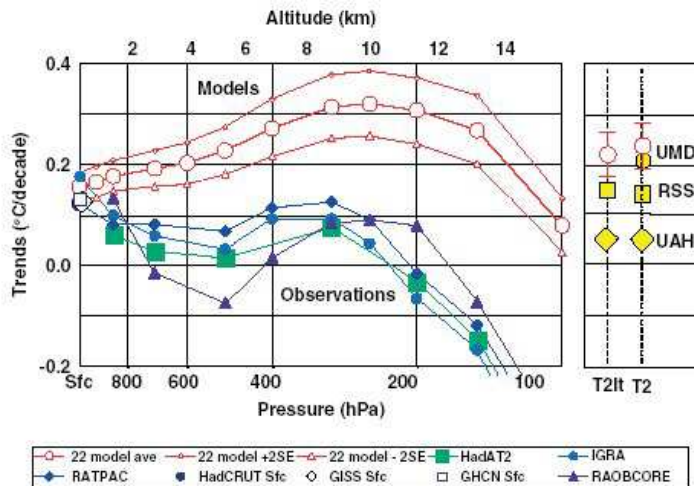 Altitude (km)
2 4 6 8 10 12 14
0.4
0.2
0.0
-0.2
Trends (°C/decade)
Models
Observations
Sfc 800 600 400 200 100
Pressure (hPa)
UMD
RSS
UAH
T2lt T2
22 model ave 22 model +2SE 22 model - 2SE HadAT2 IGRA
RATPAC HadCRUT Sfc GISS Sfc GHCN Sfc RAOBCORE